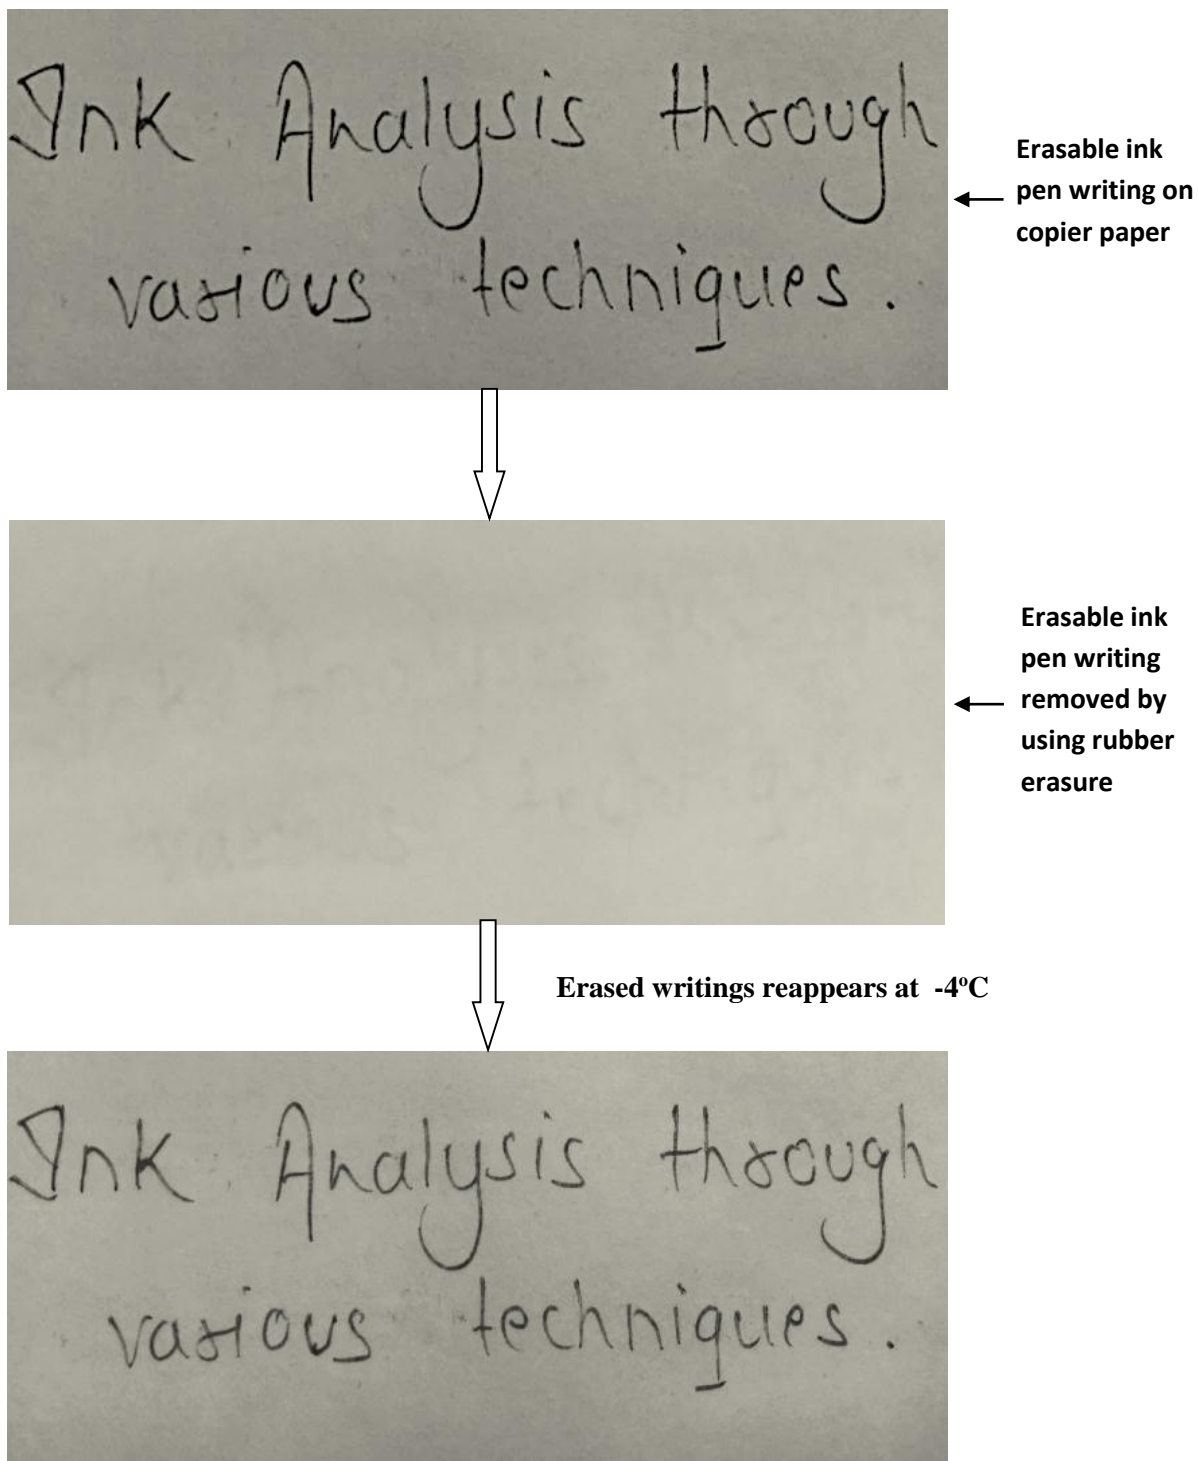 Ink Analysis through
various techniques.
Erasable ink
pen writing on
copier paper
Erasable ink
pen writing
removed by
using rubber
erasure
Erased writings reappears at -4ºC
Ink Analysis through
various techniques.